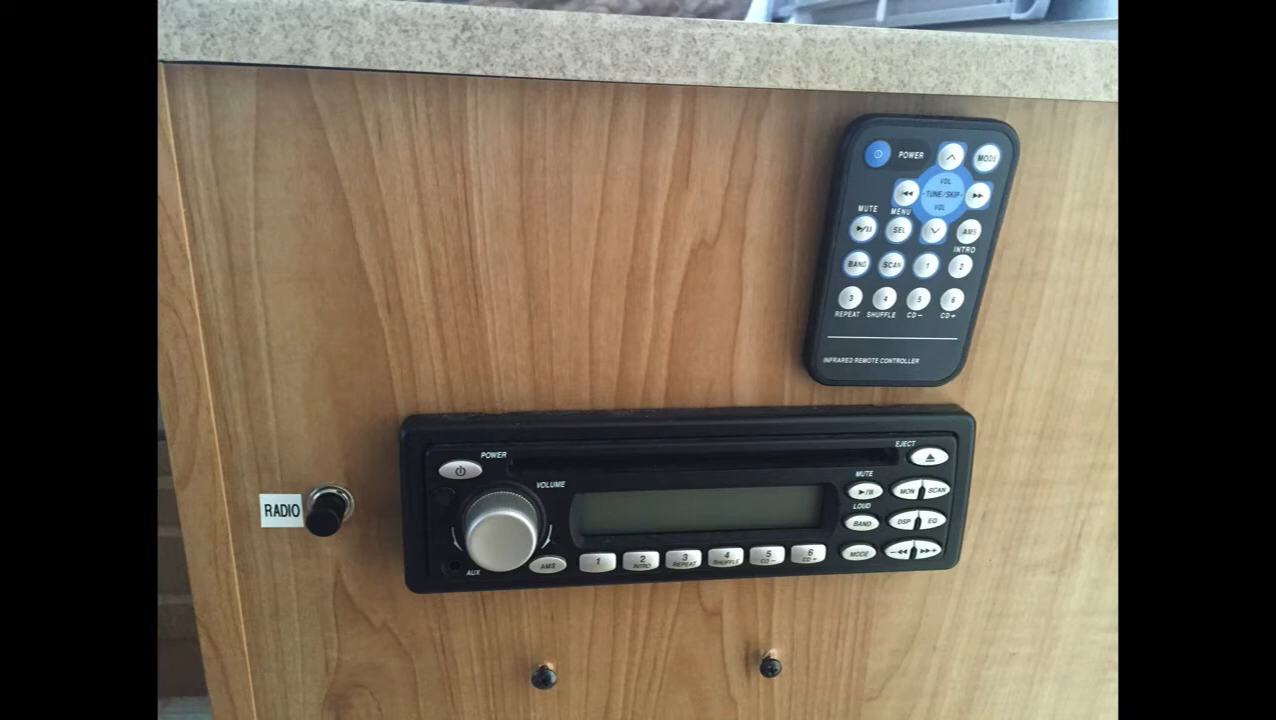 POWER MODE
VOL
TUNE/SKIP
VOL
MUTE MENU
SEL AMS
INTRO
BAND SCAN 1 2
3 4 5 6
REPEAT SHUFFLE CD- CD+
INFRARED REMOTE CONTROLLER
EJECT
POWER
MUTE
VOLUME
MON SCAN
LOUD
RADIO
BAND DSP EQ
MODE
1 2 3 4 5 6
INTRO REPEAT SHUFFLE CD- CD+
AMS
AUX